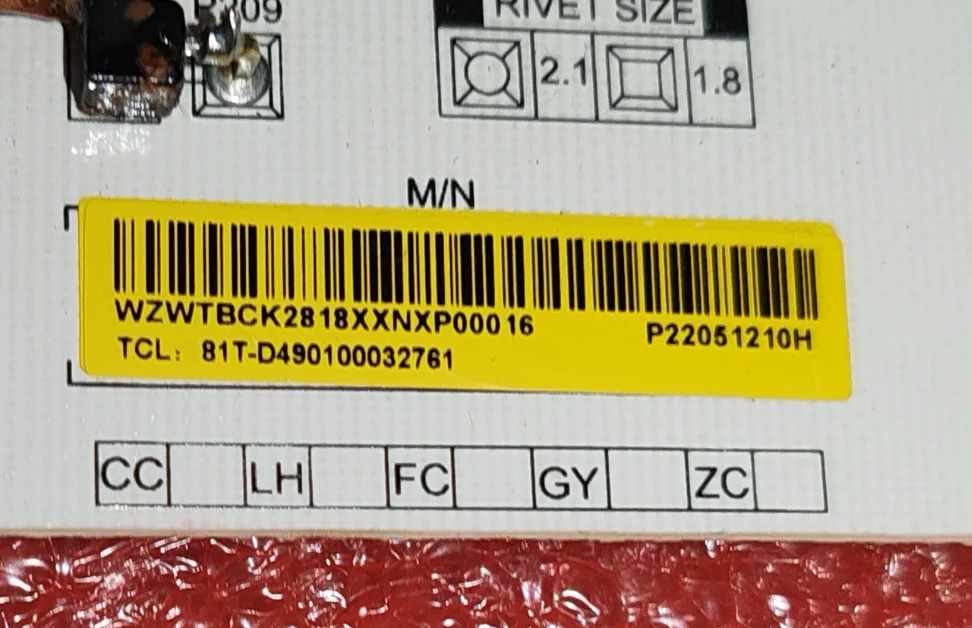 RIVET SIZE
2.1 1.8
M/N
WZWTBCK2818XXNXP00016 P22051210H
TCL: 81T-D490100032761
CC LH FC GY ZC